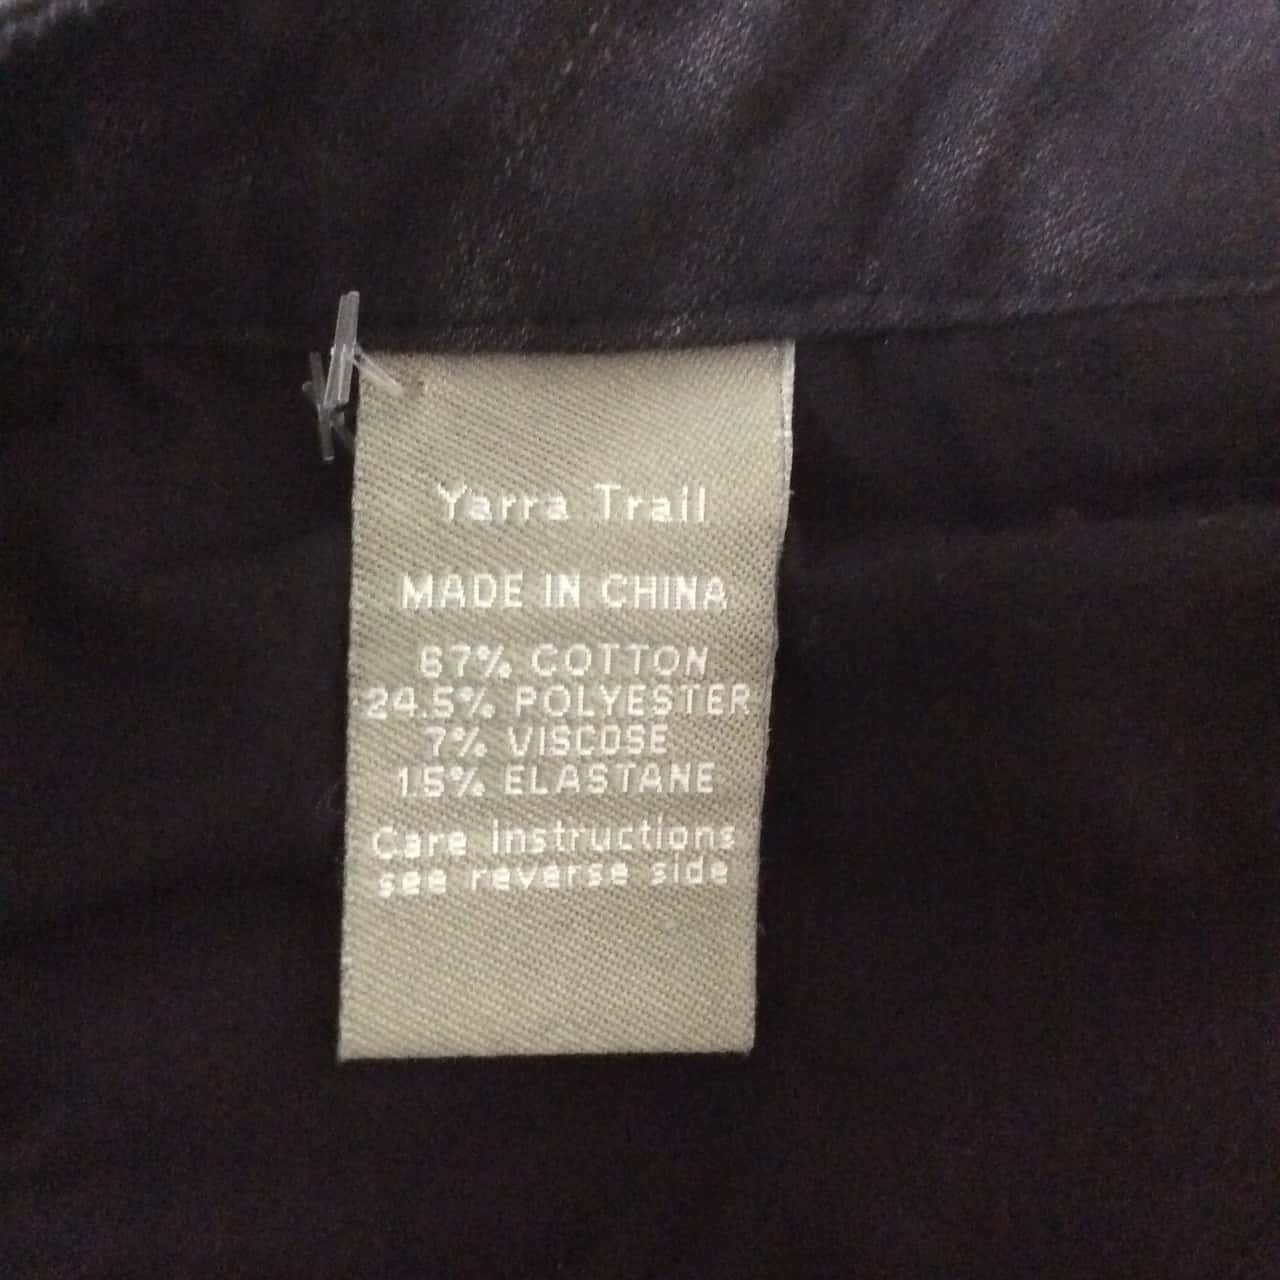 Yarra Trail
MADE IN CHINA
67% COTTON
24.5% POLYESTER
7% VISCOSE
1.5% ELASTANE
Care instructions
see reverse side